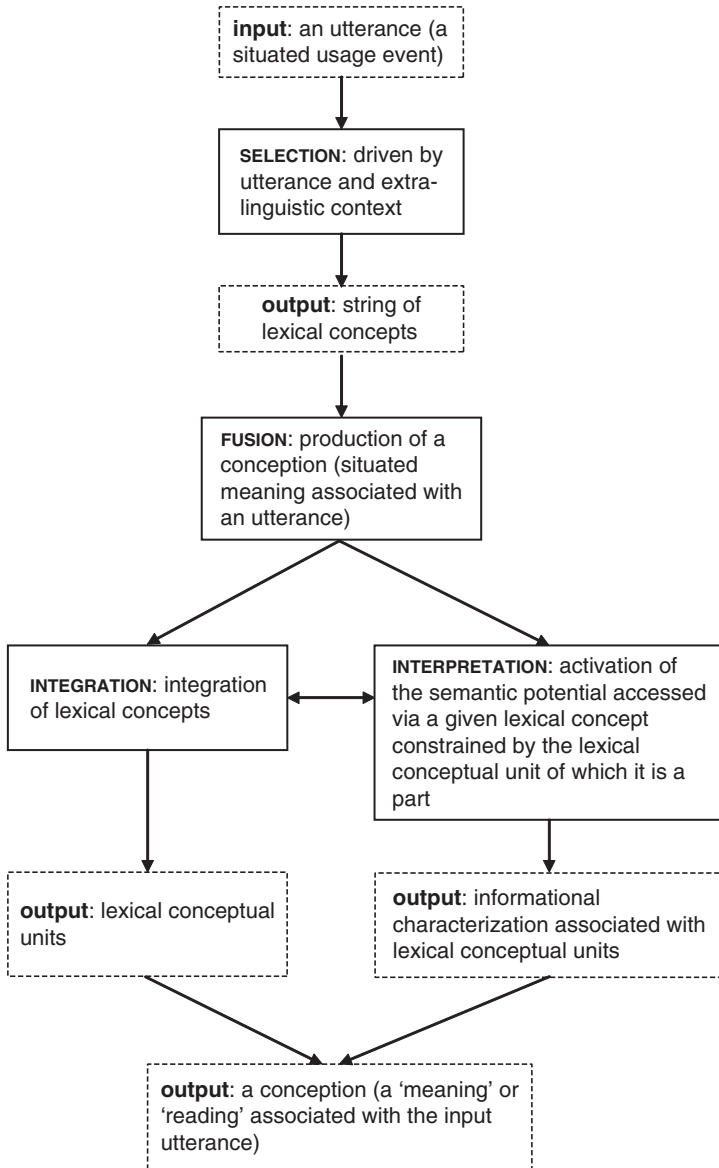 input: an utterance (a
situated usage event)
SELECTION: driven by
utterance and extra-
linguistic context
output: string of
lexical concepts
FUSION: production of a
conception (situated
meaning associated with
an utterance)
INTEGRATION: integration
of lexical concepts
INTERPRETATION: activation of
the semantic potential accessed
via a given lexical concept
constrained by the lexical
conceptual unit of which it is a
part
output: lexical conceptual
units
output: informational
characterization associated with
lexical conceptual units
output: a conception (a ‘meaning’ or
‘reading’ associated with the input
utterance)